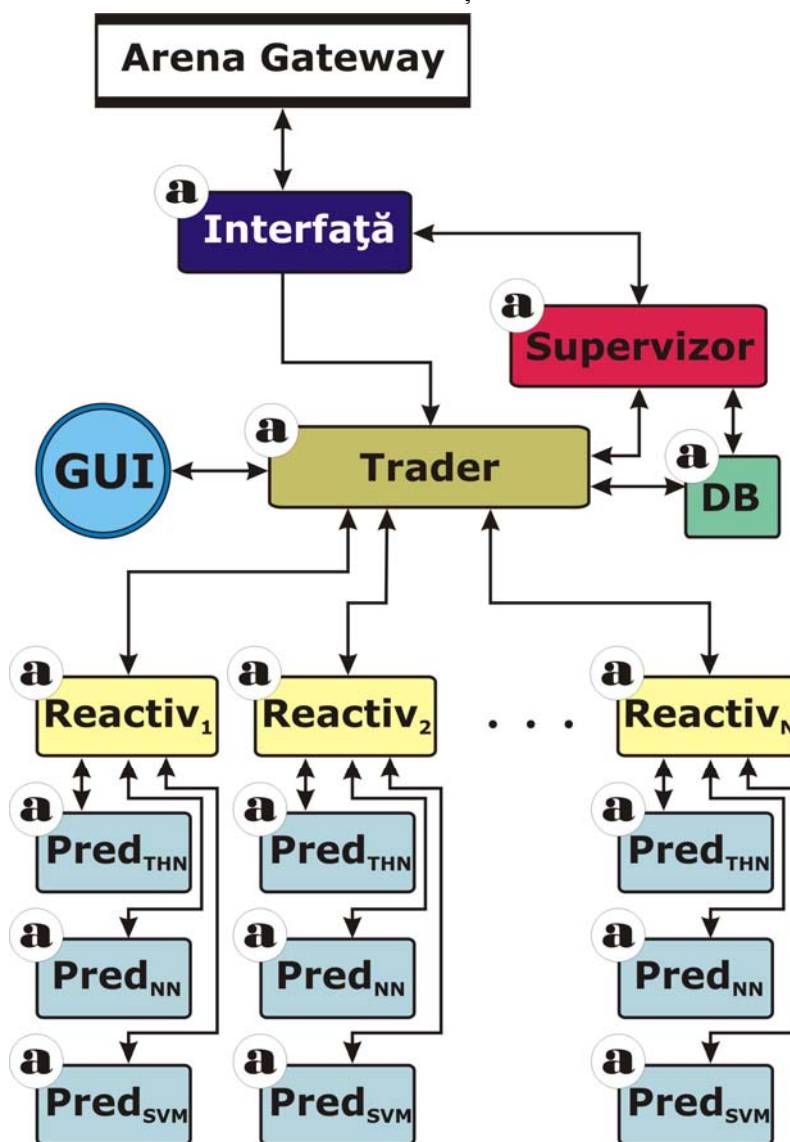 Arena Gateway
a
Interfaţă
a
Supervizor
a
GUI
Trader
a
DB
a
a
a
Reactiv1
Reactiv2
. . .
ReactivN
a
a
a
PredTHN
PredTHN
PredTHN
a
a
a
PredNN
PredNN
PredNN
a
a
a
PredSVM
PredSVM
PredSVM